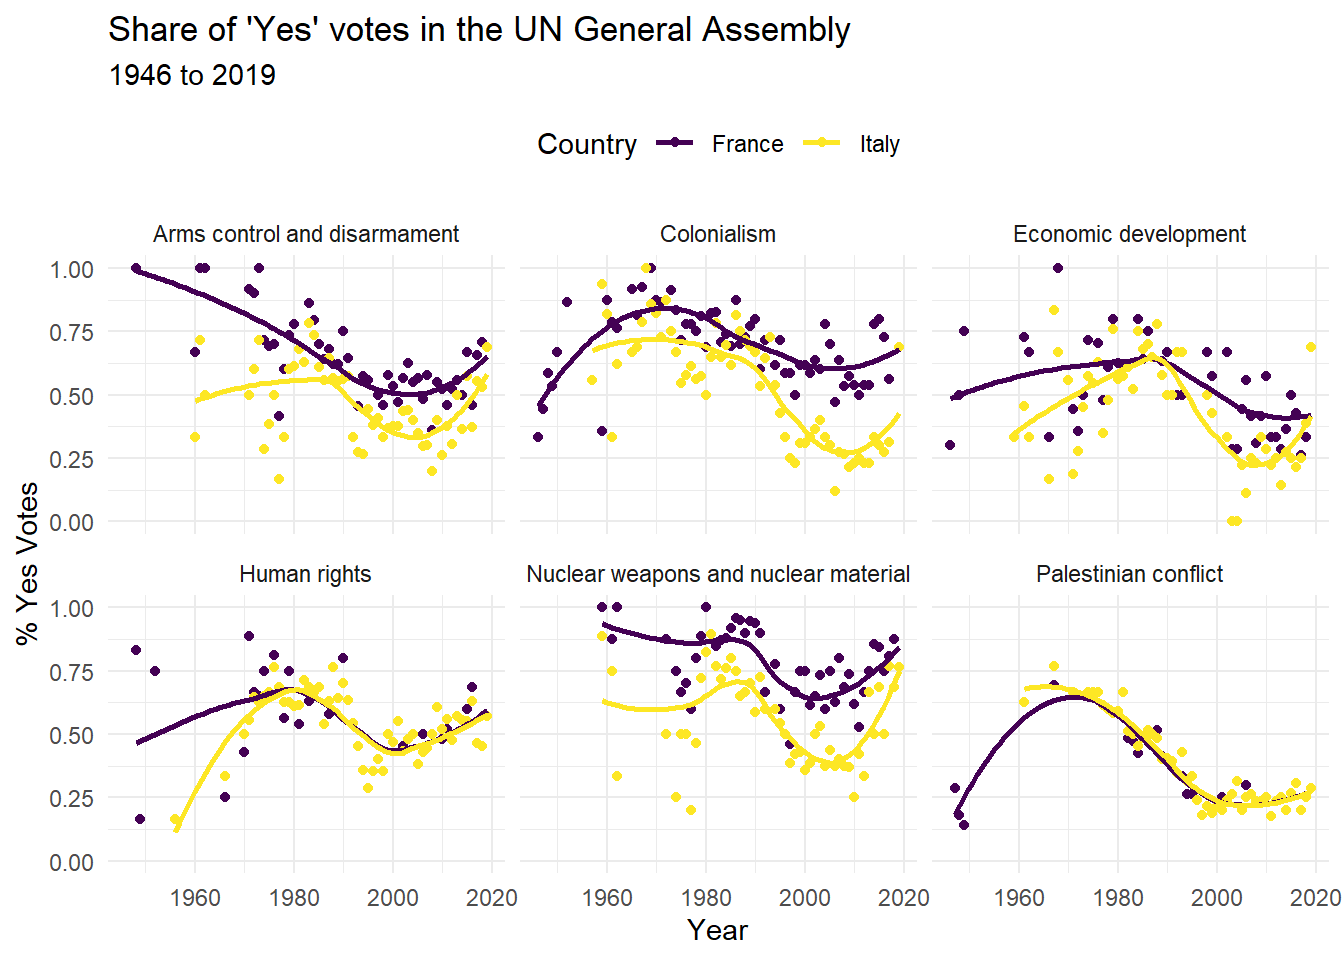 Share of 'Yes' votes in the UN General Assembly
1946 to 2019
Country France Italy
Arms control and disarmament Colonialism Economic development
1.00
0.75
0.50
0.25
0.00
Human rights Nuclear weapons and nuclear material Palestinian conflict
1.00
0.75
0.50
0.25
0.00
% Yes Votes
1960 1980 2000 2020 1960 1980 2000 2020 1960 1980 2000 2020
Year